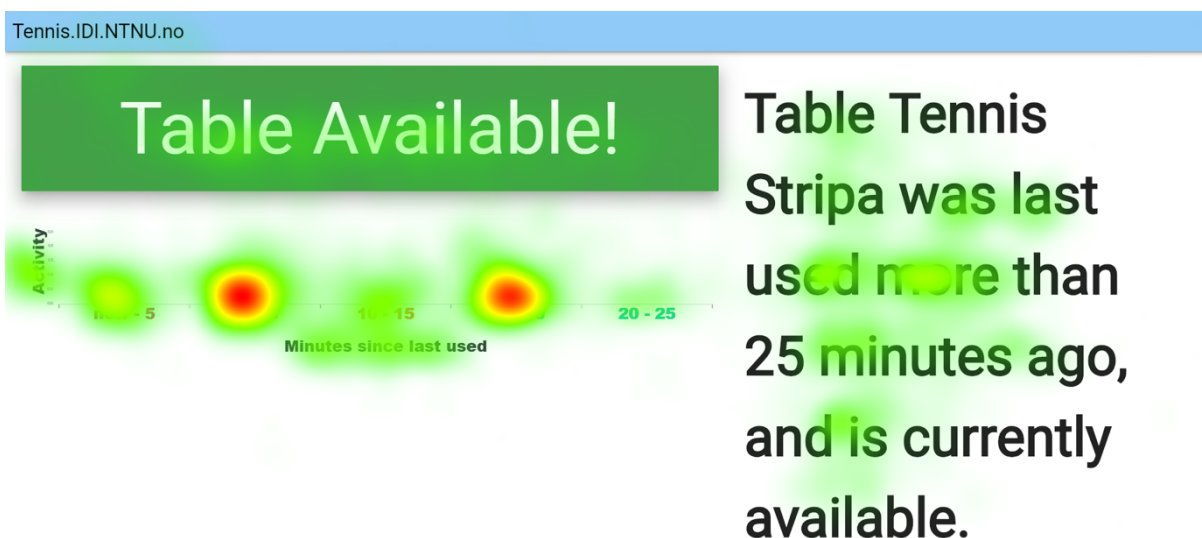 Tennis.IDI.NTNU.no
Table Available!
Table Tennis
Stripa was last
used more than
25 minutes ago,
and is currently
available.
Activity
- 5
10 - 15
20 - 25
Minutes since last used